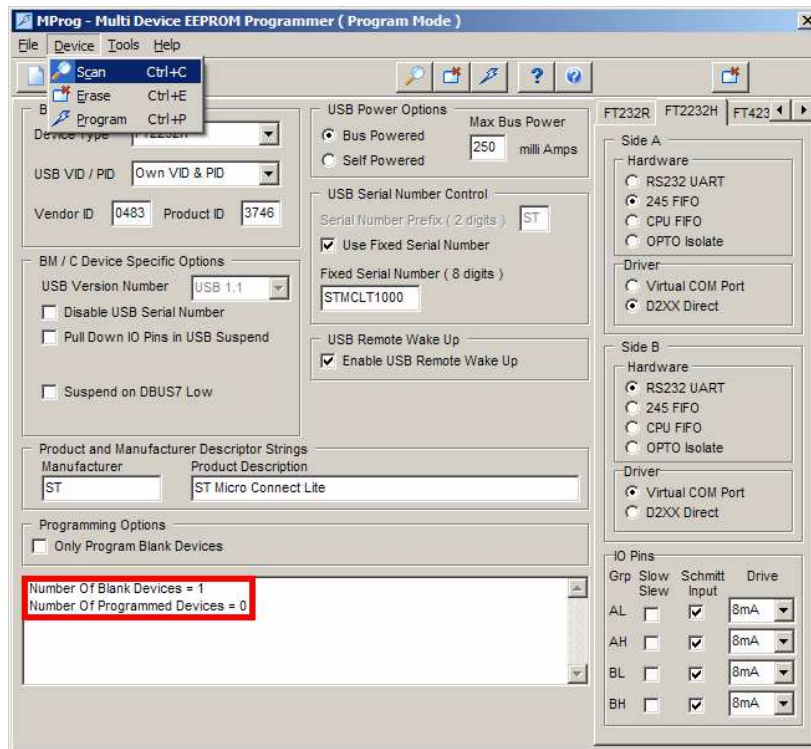 MProg - Multi Device EEPROM Programmer ( Program Mode )
File Device Tools Help
Scan Ctrl+C
Erase Ctrl+E
Program Ctrl+P
Device Type FT2232H
USB VID / PID Own VID & PID
Vendor ID 0483 Product ID 3746
BM / C Device Specific Options
USB Version Number USB 1.1
Disable USB Serial Number
Pull Down IO Pins in USB Suspend
Suspend on DBUS7 Low
USB Power Options
Bus Powered
Self Powered
Max Bus Power
250 milli Amps
USB Serial Number Control
Serial Number Prefix ( 2 digits ) ST
Use Fixed Serial Number
Fixed Serial Number ( 8 digits )
STMCLT1000
USB Remote Wake Up
Enable USB Remote Wake Up
Product and Manufacturer Descriptor Strings
Manufacturer Product Description
ST ST Micro Connect Lite
Programming Options
Only Program Blank Devices
Number Of Blank Devices = 1
Number Of Programmed Devices = 0
FT232R FT2232H FT423
Side A
Hardware
RS232 UART
245 FIFO
CPU FIFO
OPTO Isolate
Driver
Virtual COM Port
D2XX Direct
Side B
Hardware
RS232 UART
245 FIFO
CPU FIFO
OPTO Isolate
Driver
Virtual COM Port
D2XX Direct
IO Pins
Grp Slow Slew Schmitt Input Drive
AL 8mA
AH 8mA
BL 8mA
BH 8mA